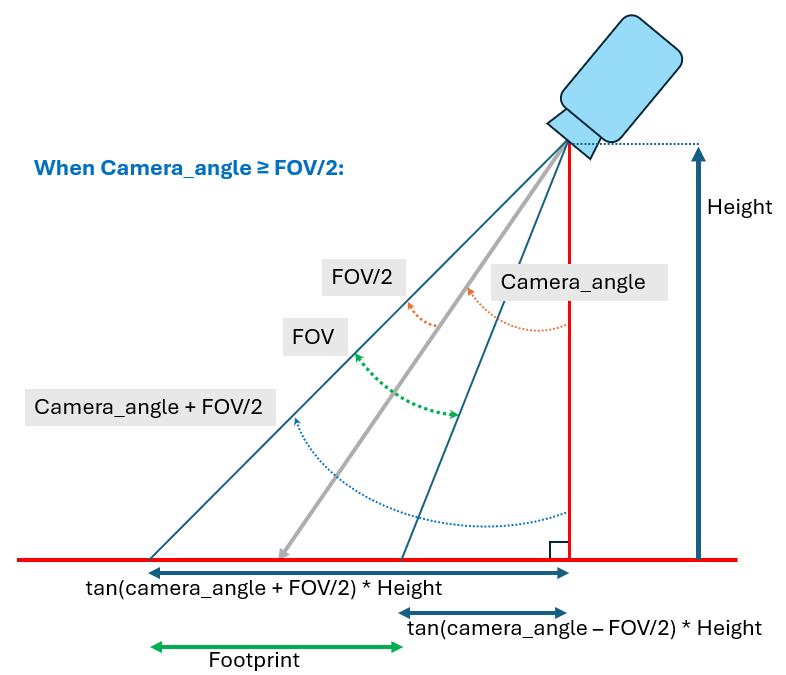 When Camera_angle ≥ FOV/2:
Height
FOV/2
Camera_angle
FOV
Camera_angle + FOV/2
tan(camera_angle + FOV/2) * Height
tan(camera_angle – FOV/2) * Height
Footprint